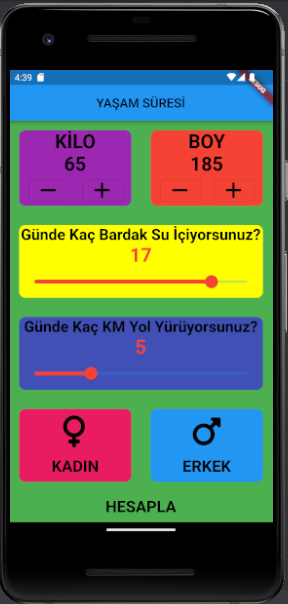 4:39
DEBUG
YAŞAM SÜRESİ
KİLO
65
BOY
185
Günde Kaç Bardak Su İçiyorsunuz?
17
Günde Kaç KM Yol Yürüyorsunuz?
5
KADIN
ERKEK
HESAPLA